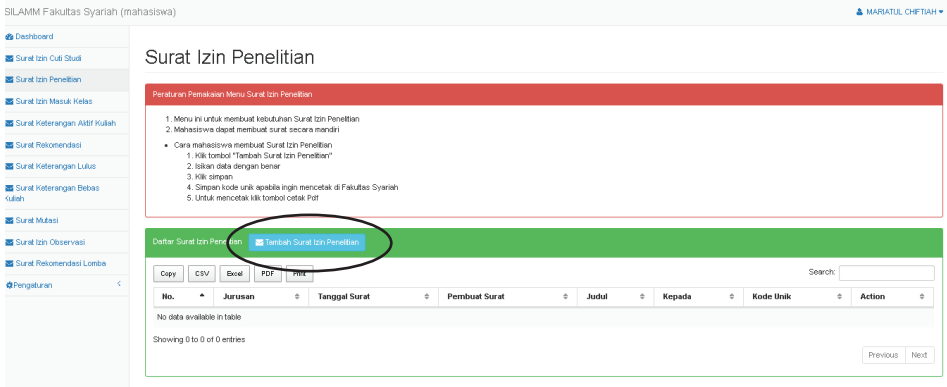 SILAMM Fakultas Syariah (mahasiswa)
MARIATUL CHIFTIAH
Dashboard
Surat Izin Cuti Studi
Surat Izin Penelitian
Surat Izin Masuk Kelas
Surat Keterangan Aktif Kuliah
Surat Rekomendasi
Surat Keterangan Lulus
Surat Keterangan Bebas
Kuliah
Surat Mutasi
Surat Izin Observasi
Surat Rekomendasi Lomba
Pengaturan
Surat Izin Penelitian
Peraturan Pemakaian Menu Surat Izin Penelitian
1. Menu ini untuk membuat kebutuhan Surat Izin Penelitian
2. Mahasiswa dapat membuat surat secara mandiri
• Cara mahasiswa membuat Surat Izin Penelitian
1. Klik tombol "Tambah Surat Izin Penelitian"
2. Isikan data dengan benar
3. Klik simpan
4. Simpan kode unik apabila ingin mencetak di Fakultas Syariah
5. Untuk mencetak klik tombol cetak Pdf
Daftar Surat Izin Penelitian Tambah Surat Izin Penelitian
Copy CSV Excel PDF Print Search:
No. Jurusan Tanggal Surat Pembuat Surat Judul Kepada Kode Unik Action
No data available in table
Showing 0 to 0 of 0 entries
Previous Next